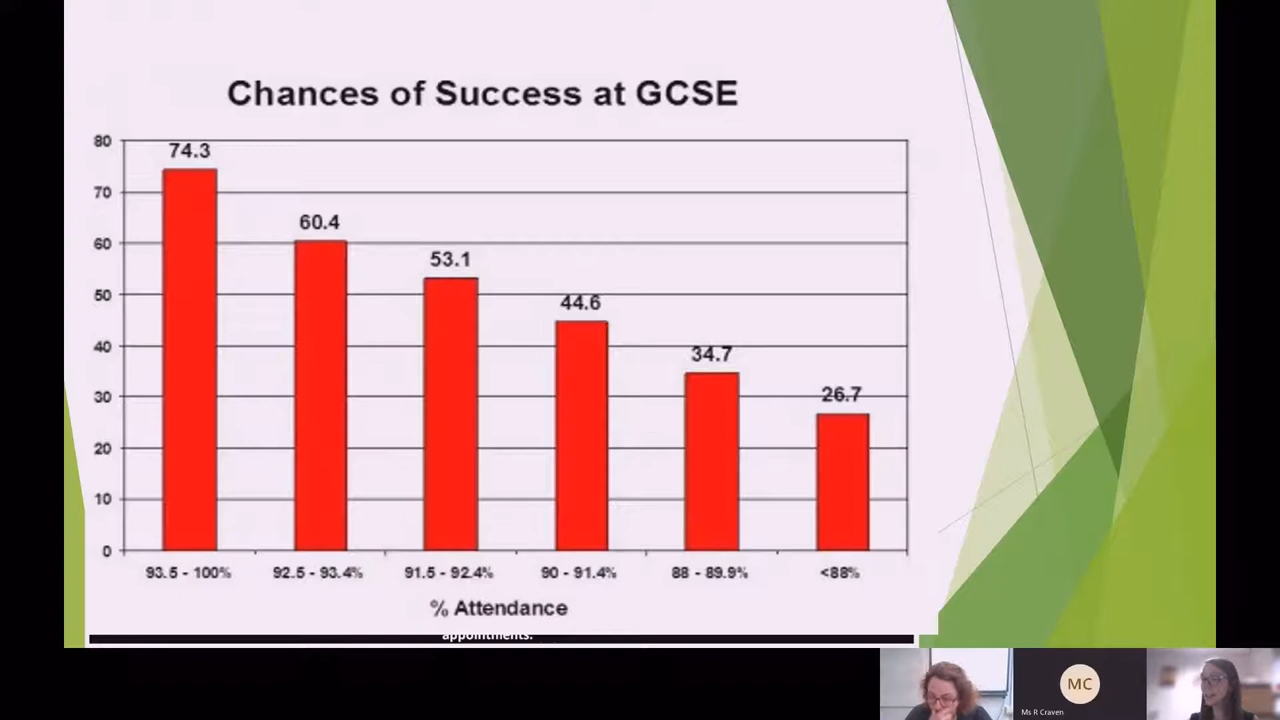 Chances of Success at GCSE
80
70
60
50
40
30
20
10
0
74.3
60.4
53.1
44.6
34.7
26.7
93.5 - 100% 92.5 - 93.4% 91.5 - 92.4% 90 - 91.4% 88 - 89.9% <88%
% Attendance
appointments.
MC
Ms R Craven